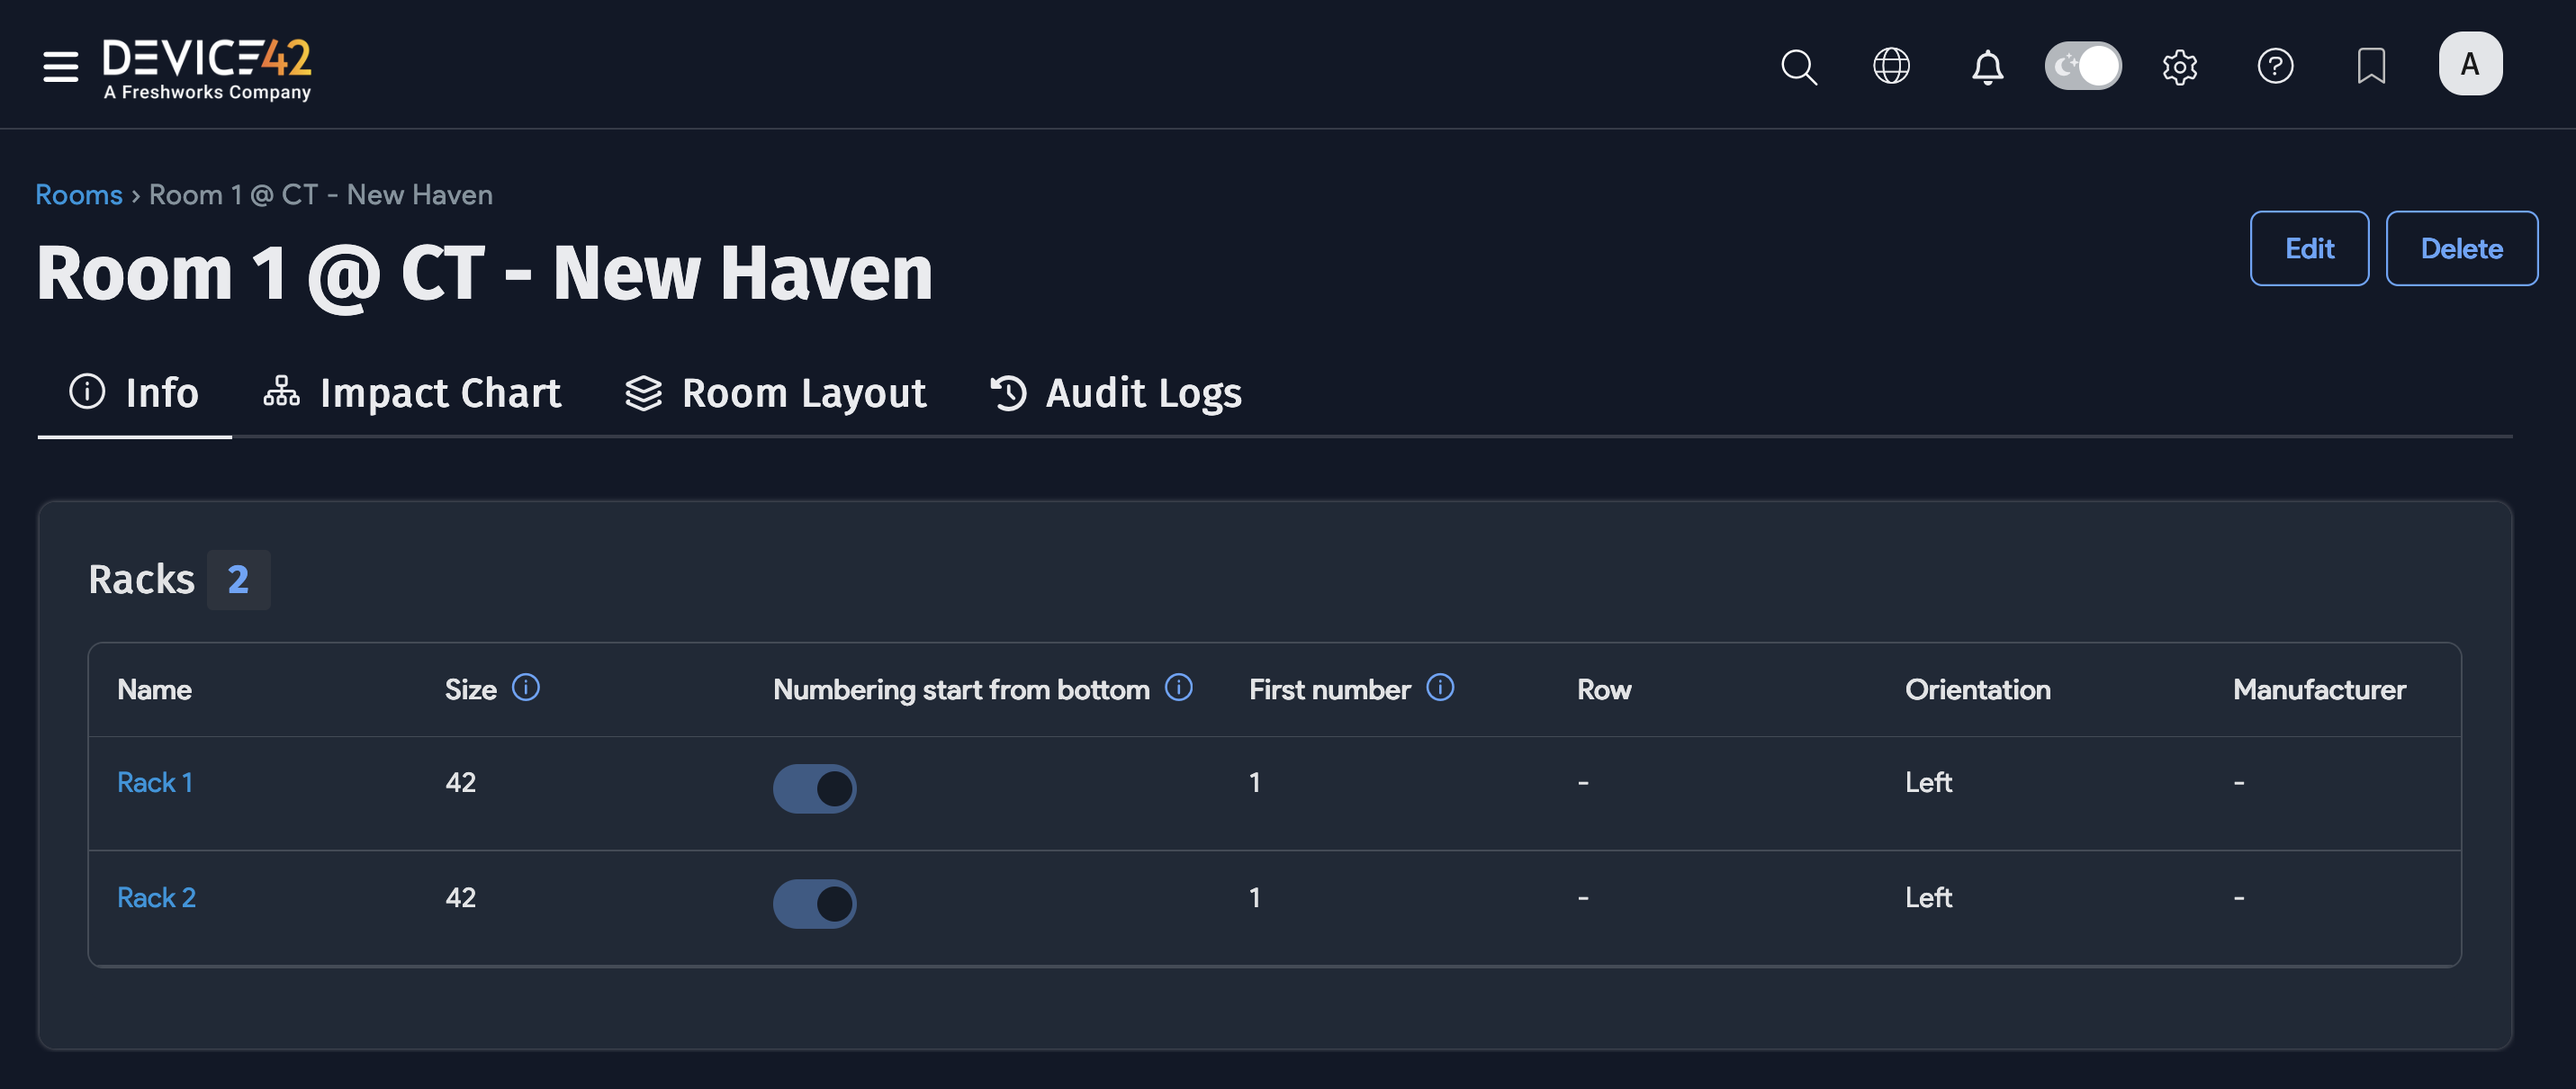 DEVICE42
A Freshworks Company
A
Rooms › Room 1 @ CT - New Haven
Room 1 @ CT - New Haven
Edit
Delete
Info
Impact Chart
Room Layout
Audit Logs
Racks 2
Name
Size
Numbering start from bottom
First number
Row
Orientation
Manufacturer
Rack 1
42
1
-
Left
-
Rack 2
42
1
-
Left
-